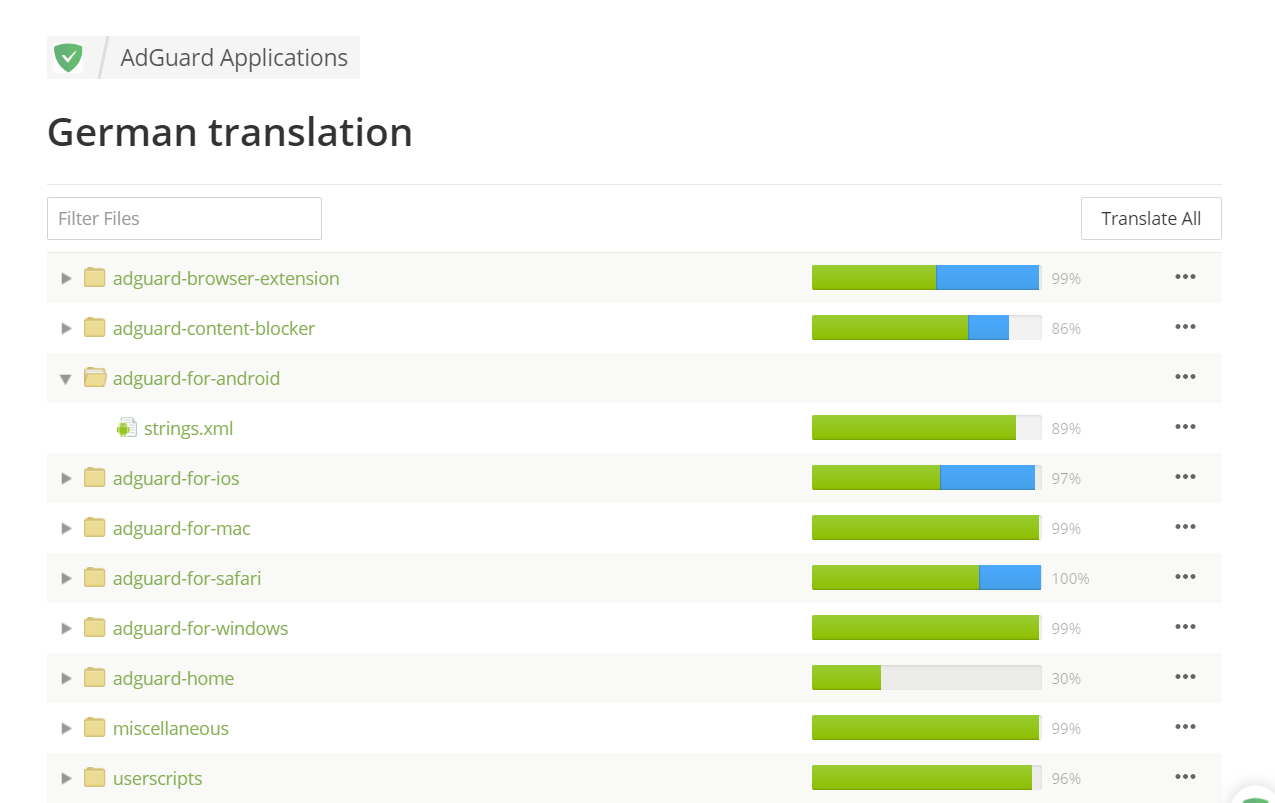 AdGuard Applications
German translation
Filter Files
Translate All
adguard-browser-extension 99%
adguard-content-blocker 86%
adguard-for-android
strings.xml 89%
adguard-for-ios 97%
adguard-for-mac 99%
adguard-for-safari 100%
adguard-for-windows 99%
adguard-home 30%
miscellaneous 99%
userscripts 96%